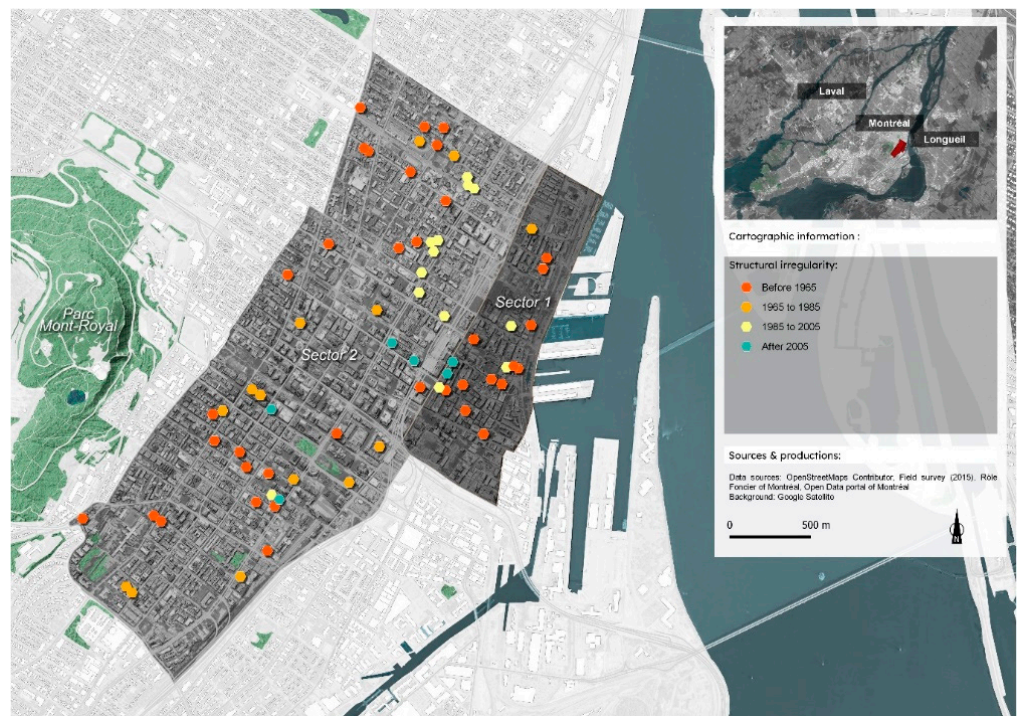 Laval
Montréal
Longueil
Cartographic information :
Structural irregularity:
Before 1965
1965 to 1985
1985 to 2005
After 2005
Sources & productions:
Data sources: OpenStreetMaps Contributor, Field survey (2015), Role
Foncier of Montréal, Open Data portal of Montréal
Background: Google Satollito
0 500 m
N
Parc
Mont-Royal
Sector 1
Sector 2